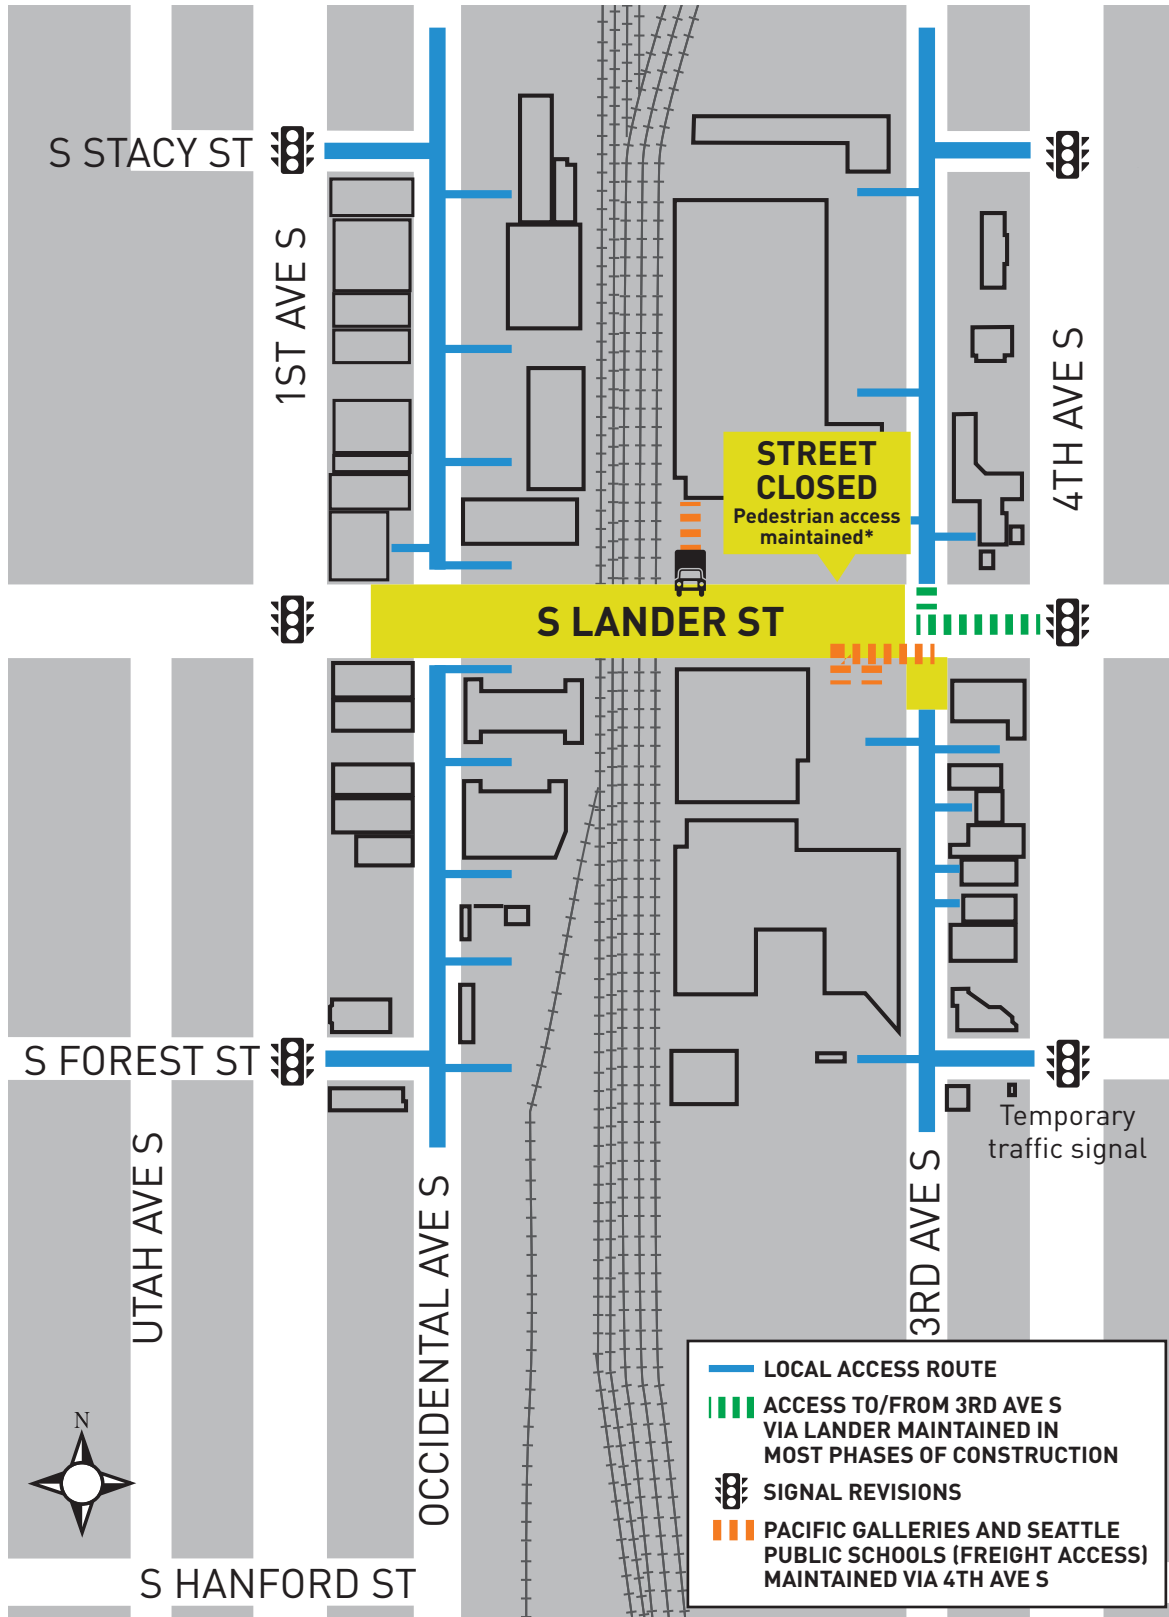 S STACY ST
1ST AVE S
4TH AVE S
STREET
CLOSED
Pedestrian access
maintained*
S LANDER ST
S FOREST ST
Temporary
traffic signal
UTAH AVE S
OCCIDENTAL AVE S
3RD AVE S
N
S HANFORD ST
LOCAL ACCESS ROUTE
ACCESS TO/FROM 3RD AVE S
VIA LANDER MAINTAINED IN
MOST PHASES OF CONSTRUCTION
SIGNAL REVISIONS
PACIFIC GALLERIES AND SEATTLE
PUBLIC SCHOOLS (FREIGHT ACCESS)
MAINTAINED VIA 4TH AVE S